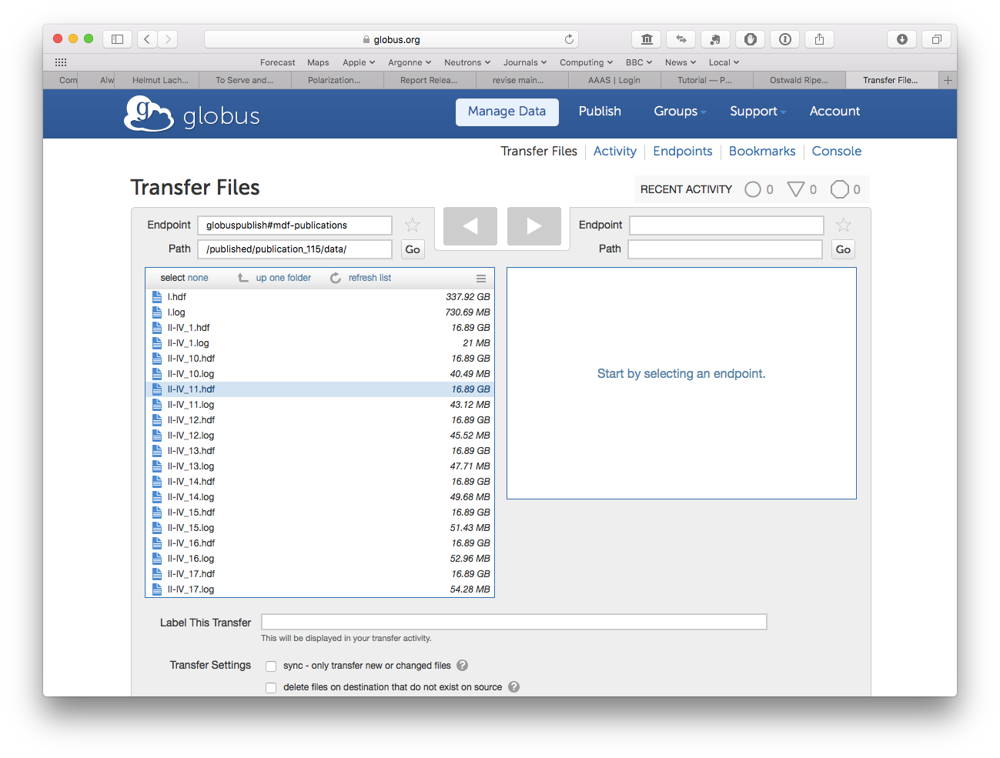 globus.org
Forecast Maps Apple Argonne Neutrons Journals Computing BBC News Local
Com Alw Helmut Lach... To Serve and... Polarization... Report Relea... revise main... AAAS | Login Tutorial — P... Ostwald Ripe... Transfer File...
g globus Manage Data Publish Groups Support Account
Transfer Files Activity Endpoints Bookmarks Console
Transfer Files RECENT ACTIVITY 0 0 0
Endpoint globuspublish#mdf-publications Endpoint
Path /published/publication_115/data/ Go Path Go
select none up one folder refresh list
I.hdf 337.92 GB
I.log 730.69 MB
II-IV_1.hdf 16.89 GB
II-IV_1.log 21 MB
II-IV_10.hdf 16.89 GB
II-IV_10.log 40.49 MB
II-IV_11.hdf 16.89 GB
II-IV_11.log 43.12 MB
II-IV_12.hdf 16.89 GB
II-IV_12.log 45.52 MB
II-IV_13.hdf 16.89 GB
II-IV_13.log 47.71 MB
II-IV_14.hdf 16.89 GB
II-IV_14.log 49.68 MB
II-IV_15.hdf 16.89 GB
II-IV_15.log 51.43 MB
II-IV_16.hdf 16.89 GB
II-IV_16.log 52.96 MB
II-IV_17.hdf 16.89 GB
II-IV_17.log 54.28 MB
Start by selecting an endpoint.
Label This Transfer
This will be displayed in your transfer activity.
Transfer Settings sync - only transfer new or changed files ?
delete files on destination that do not exist on source ?